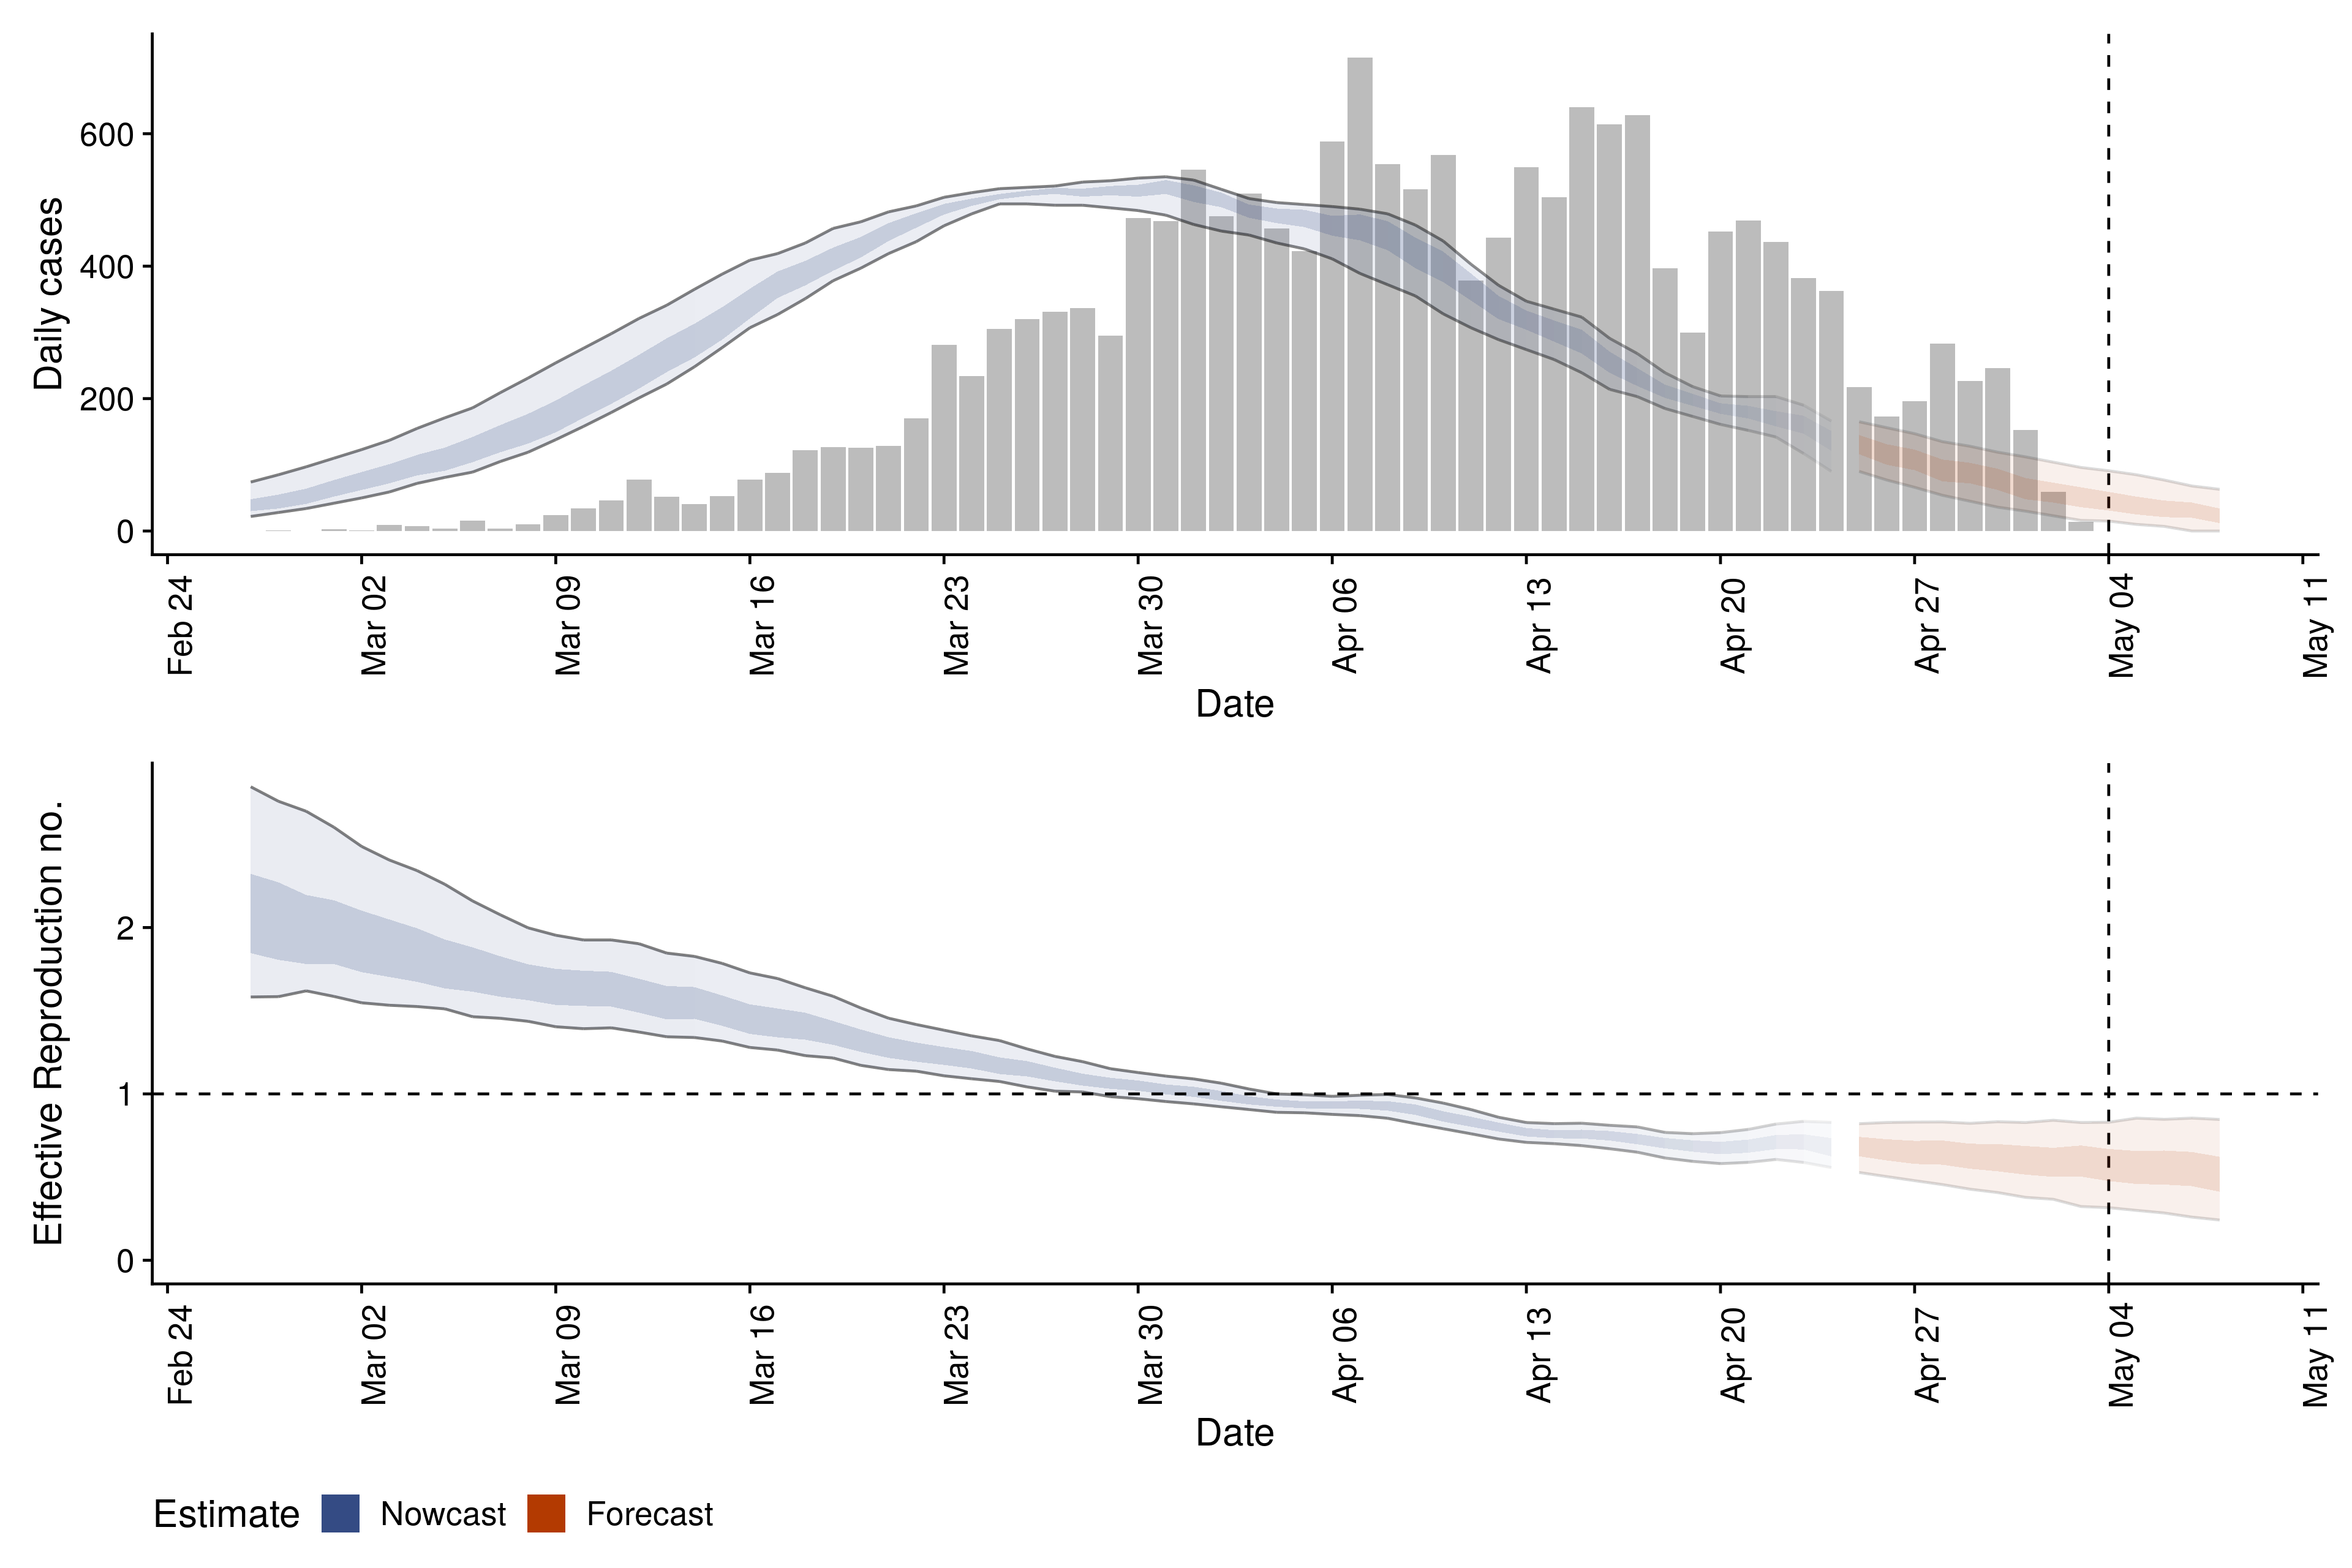 Daily cases
600
400
200
0
Feb 24 Mar 02 Mar 09 Mar 16 Mar 23 Mar 30 Apr 06 Apr 13 Apr 20 Apr 27 May 04 May 11
Date
Effective Reproduction no.
2
1
0
Feb 24 Mar 02 Mar 09 Mar 16 Mar 23 Mar 30 Apr 06 Apr 13 Apr 20 Apr 27 May 04 May 11
Date
Estimate Nowcast Forecast